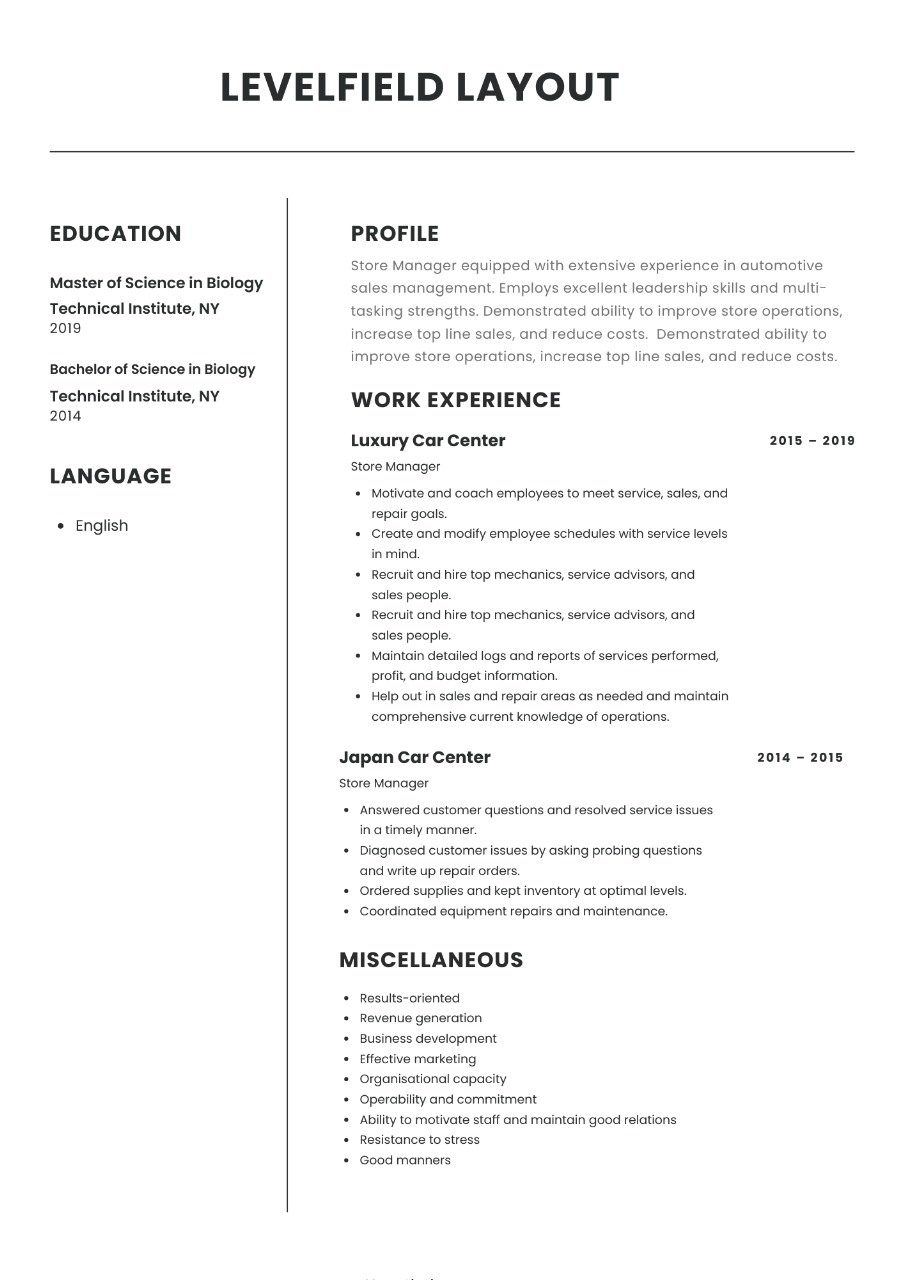 LEVELFIELD LAYOUT
EDUCATION
Master of Science in Biology
Technical Institute, NY
2019
Bachelor of Science in Biology
Technical Institute, NY
2014
LANGUAGE
• English
PROFILE
Store Manager equipped with extensive experience in automotive
sales management. Employs excellent leadership skills and multi-
tasking strengths. Demonstrated ability to improve store operations,
increase top line sales, and reduce costs.  Demonstrated ability to
improve store operations, increase top line sales, and reduce costs.
WORK EXPERIENCE
Luxury Car Center 2015 – 2019
Store Manager
• Motivate and coach employees to meet service, sales, and
repair goals.
• Create and modify employee schedules with service levels
in mind.
• Recruit and hire top mechanics, service advisors, and
sales people.
• Recruit and hire top mechanics, service advisors, and
sales people.
• Maintain detailed logs and reports of services performed,
profit, and budget information.
• Help out in sales and repair areas as needed and maintain
comprehensive current knowledge of operations.
Japan Car Center 2014 – 2015
Store Manager
• Answered customer questions and resolved service issues
in a timely manner.
• Diagnosed customer issues by asking probing questions
and write up repair orders.
• Ordered supplies and kept inventory at optimal levels.
• Coordinated equipment repairs and maintenance.
MISCELLANEOUS
• Results-oriented
• Revenue generation
• Business development
• Effective marketing
• Organisational capacity
• Operability and commitment
• Ability to motivate staff and maintain good relations
• Resistance to stress
• Good manners